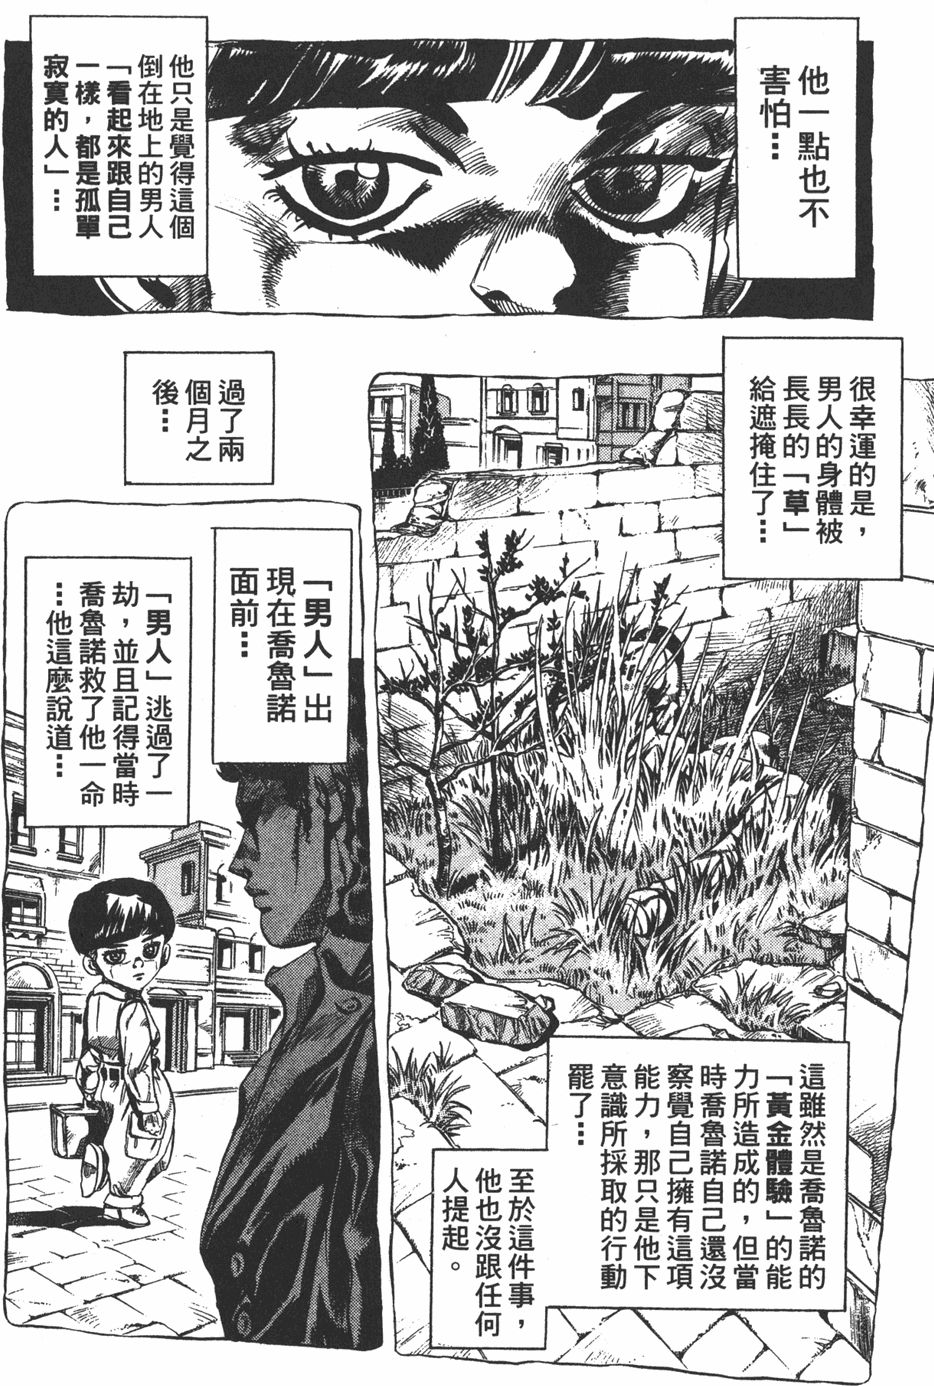 他一點也不
害怕…
他只是覺得這個
倒在地上的男人
「看起來跟自己
一樣，都是孤單
寂寞的人」…
很幸運的是，
男人的身體被
長長的「草」
給遮掩住了…
這雖然是喬魯諾的
「黃金體驗」的能
力所造成的，但當
時喬魯諾自己還沒
察覺自己擁有這項
能力，那只是他下
意識所採取的行動
罷了…
至於這件事，
他也沒跟任何
人提起。
過了兩
個月之
後…
「男人」出
現在喬魯諾
面前…
「男人」逃過了一
劫，並且記得當時
喬魯諾救了他一命
…他這麼說道…